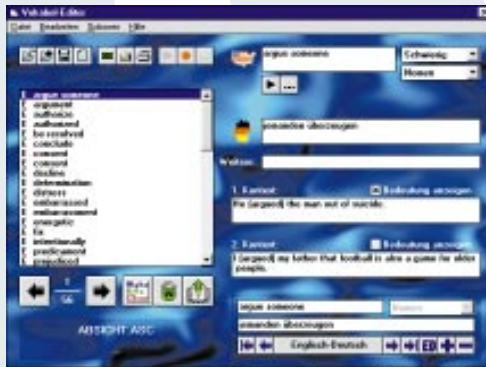 Vokabel-Editor
Datei Bearbeiten Optionen Hilfe
argue someone
Schwierig
Nomen
E argue someone
E argument
E authorize
E authorized
E be resolved
E conclude
E consent
E consent
E decline
E determination
E distress
E embarrassed
E embarrassment
E energetic
E fix
E intentionally
E predicament
E prejudiced
jemanden überzeugen
Weitere:
1. Kontext:
Bedeutung anzeigen
He (argued) the man out of suicide.
2. Kontext:
Bedeutung anzeigen
I (argued) my father that football is also a game for older
people.
1
56
ABSICHT ASC
argue someone
Nomen
jemanden überzeugen
Englisch-Deutsch